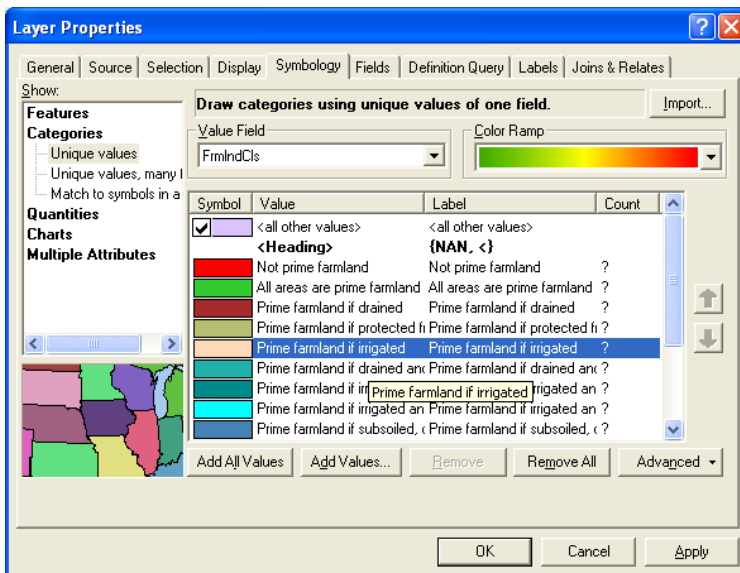 Layer Properties
General Source Selection Display Symbology Fields Definition Query Labels Joins & Relates
Show:
Features
Categories
Unique values
Unique values, many
Match to symbols in a
Quantities
Charts
Multiple Attributes
Draw categories using unique values of one field.
Import...
Value Field
FrmlndCls
Color Ramp
Symbol Value Label Count
<all other values> <all other values>
<Heading> {NAN, <}
Not prime farmland Not prime farmland ?
All areas are prime farmland All areas are prime farmland ?
Prime farmland if drained Prime farmland if drained ?
Prime farmland if protected Prime farmland if protected ?
Prime farmland if irrigated Prime farmland if irrigated ?
Prime farmland if drained and Prime farmland if drained and ?
Prime farmland if irrigated an ?
Prime farmland if irrigated
Prime farmland if irrigated an Prime farmland if irrigated an ?
Prime farmland if subsoiled, Prime farmland if subsoiled, ?
Add All Values Add Values... Remove Remove All Advanced
OK Cancel Apply